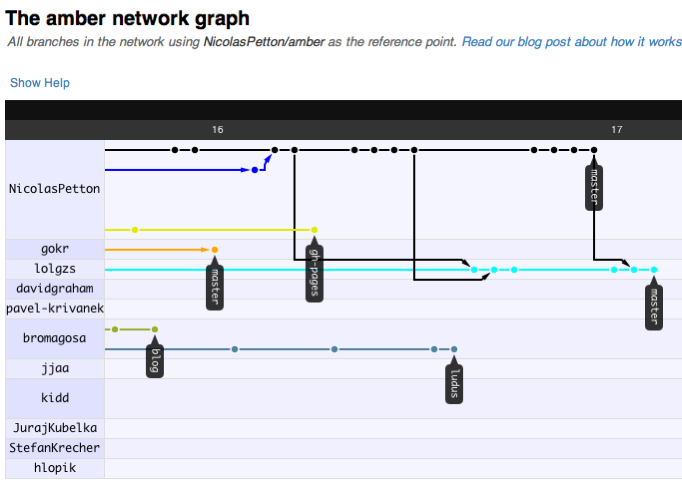 The amber network graph
All branches in the network using NicolasPetton/amber as the reference point. Read our blog post about how it works
Show Help
16 17
NicolasPetton
master
gh-pages
gokr
master
lolgzs
master
davidgraham
pavel-krivanek
bromagosa
blog
ludus
jjaa
kidd
JurajKubelka
StefanKrecher
hlopik